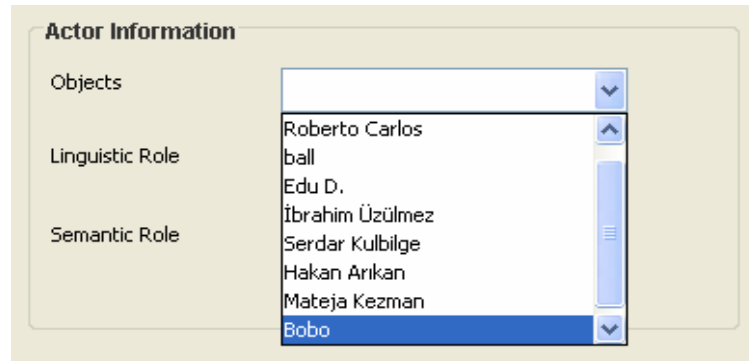 Actor Information
Objects
Roberto Carlos
ball
Edu D.
İbrahim Üzülmez
Serdar Kulbilge
Hakan Arıkan
Mateja Kezman
Bobo
Linguistic Role
Semantic Role